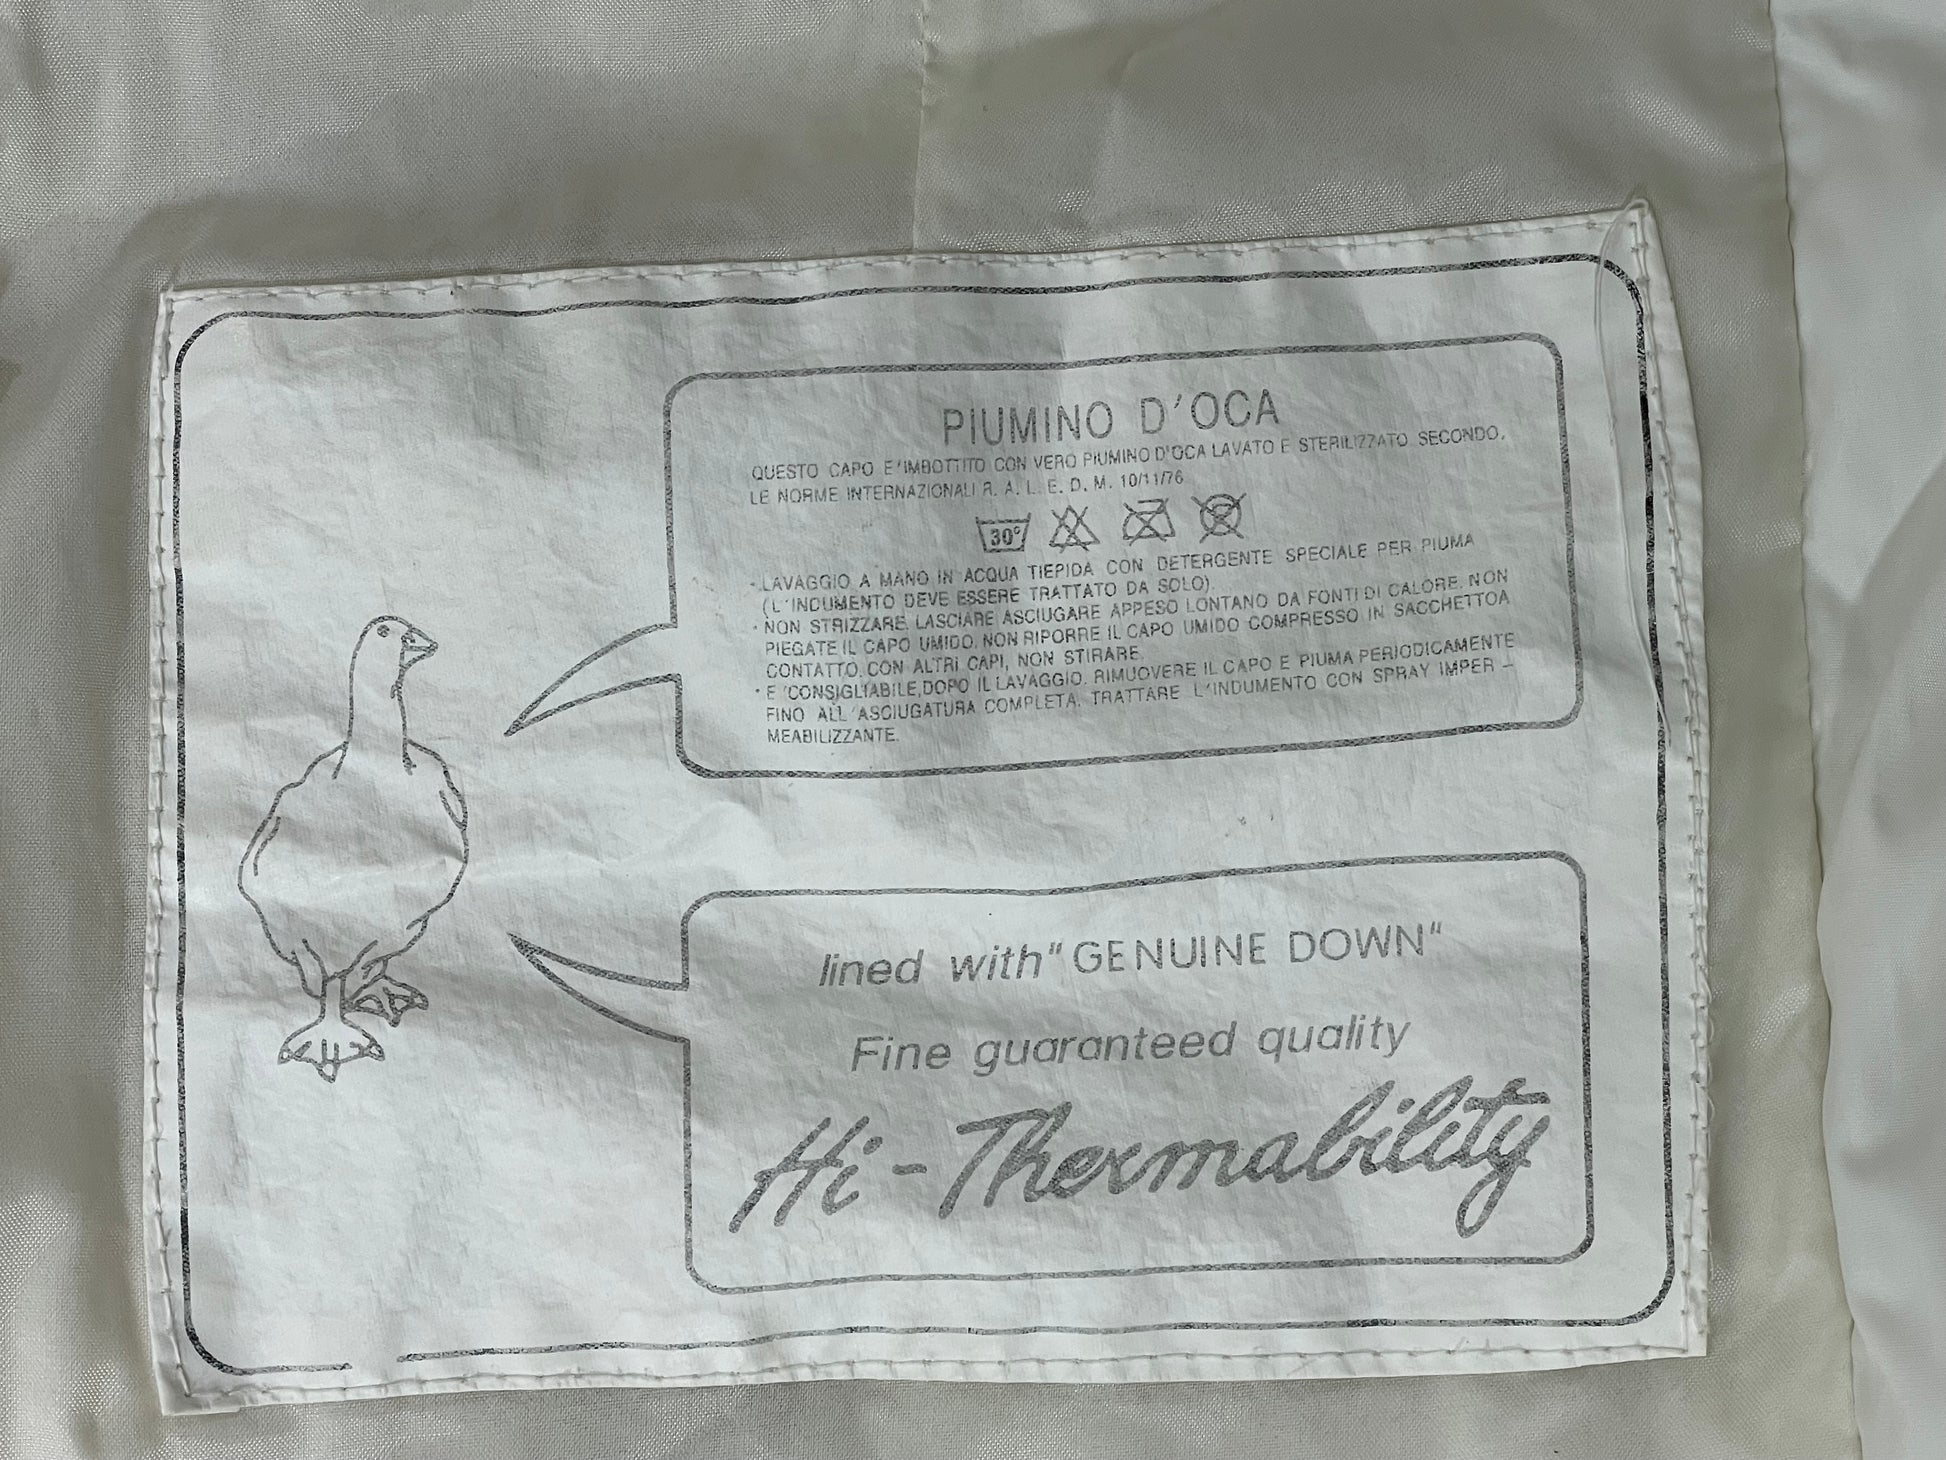 PIUMINO D'OCA
QUESTO CAPO E'IMBOTTITO CON VERO PIUMINO D'OCA LAVATO E STERILIZZATO SECONDO,
LE NORME INTERNAZIONALI R. A. L. E. D. M. 10/11/76
30°
• LAVAGGIO A MANO IN ACQUA TIEPIDA CON DETERGENTE SPECIALE PER PIUMA
(L'INDUMENTO DEVE ESSERE TRATTATO DA SOLO).
• NON STRIZZARE, LASCIARE ASCIUGARE APPESO LONTANO DA FONTI DI CALORE. NON
PIEGATE IL CAPO UMIDO. NON RIPORRE IL CAPO UMIDO COMPRESSO IN SACCHETTOA
CONTATTO. CON ALTRI CAPI, NON STIRARE.
• E 'CONSIGLIABILE,DOPO IL LAVAGGIO. RIMUOVERE IL CAPO E PIUMA PERIODICAMENTE
FINO ALL'ASCIUGATURA COMPLETA. TRATTARE L'INDUMENTO CON SPRAY IMPER –
MEABILIZZANTE.
lined with "GENUINE DOWN"
Fine guaranteed quality
Hi - Thermability